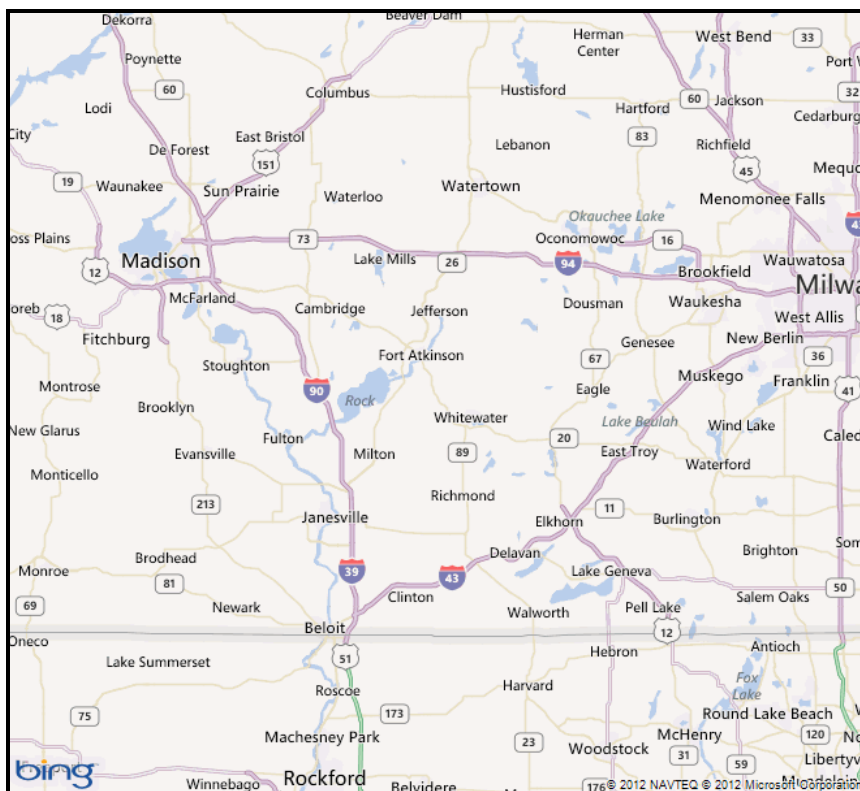 Dekorra
Beaver Dam
Herman
Center
West Bend
33
Port W
Poynette
60
Columbus
Hustisford
60
Jackson
32
Lodi
Hartford
Cedarburg
City
De Forest
East Bristol
151
Lebanon
83
Richfield
45
Mequo
19
Waunakee
Sun Prairie
Waterloo
Watertown
Menomonee Falls
Okauchee Lake
oss Plains
73
Oconomowoc
16
12
Madison
Lake Mills
26
94
Brookfield
Wauwatosa
McFarland
Milwa
oreb
18
Cambridge
Jefferson
Dousman
Waukesha
West Allis
Fitchburg
Stoughton
Fort Atkinson
Genesee
New Berlin
67
36
Montrose
90
Rock
Eagle
Muskego
Franklin
41
Brooklyn
Whitewater
Lake Beulah
Wind Lake
New Glarus
Fulton
20
Caled
Monticello
Evansville
Milton
89
East Troy
Waterford
213
Richmond
Janesville
Elkhorn
11
Burlington
Brodhead
Delavan
Brighton
Som
Monroe
81
39
43
Lake Geneva
69
Newark
Clinton
Walworth
Pell Lake
Salem Oaks
50
Oneco
Beloit
12
Lake Summerset
51
Hebron
Antioch
Roscoe
Harvard
Fox
Lake
75
173
Round Lake Beach
Machesney Park
23
Woodstock
McHenry
31
120
bing
Winnebago
Rockford
Belvidere
176
59
Libertyv
© 2012 NAVTEQ © 2012 Microsoft Corporation